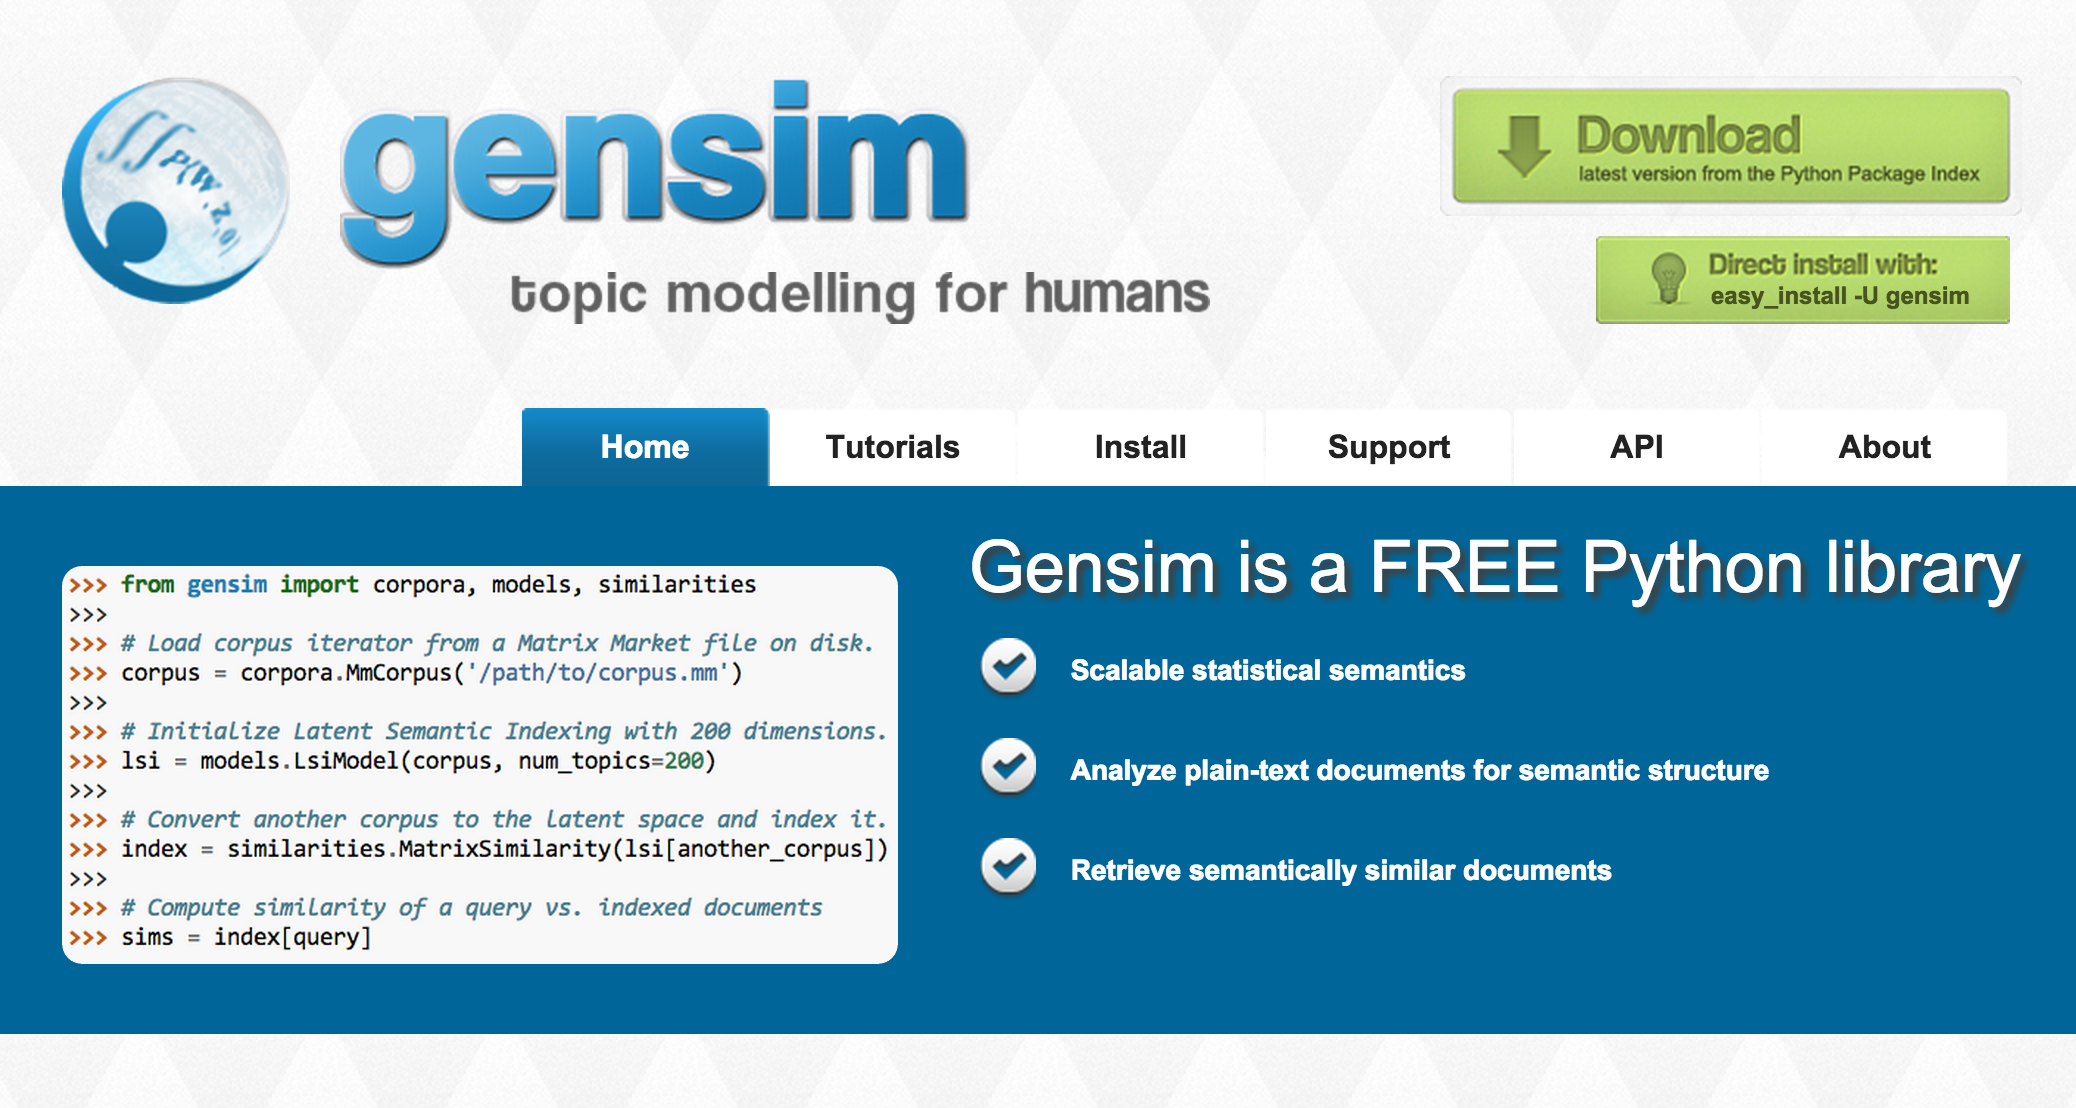 gensim
topic modelling for humans
Download
latest version from the Python Package Index
Direct install with:
easy_install -U gensim
Home
Tutorials
Install
Support
API
About
>>> from gensim import corpora, models, similarities
>>>
>>> # Load corpus iterator from a Matrix Market file on disk.
>>> corpus = corpora.MmCorpus('/path/to/corpus.mm')
>>>
>>> # Initialize Latent Semantic Indexing with 200 dimensions.
>>> lsi = models.LsiModel(corpus, num_topics=200)
>>>
>>> # Convert another corpus to the latent space and index it.
>>> index = similarities.MatrixSimilarity(lsi[another_corpus])
>>>
>>> # Compute similarity of a query vs. indexed documents
>>> sims = index[query]
Gensim is a FREE Python library
Scalable statistical semantics
Analyze plain-text documents for semantic structure
Retrieve semantically similar documents